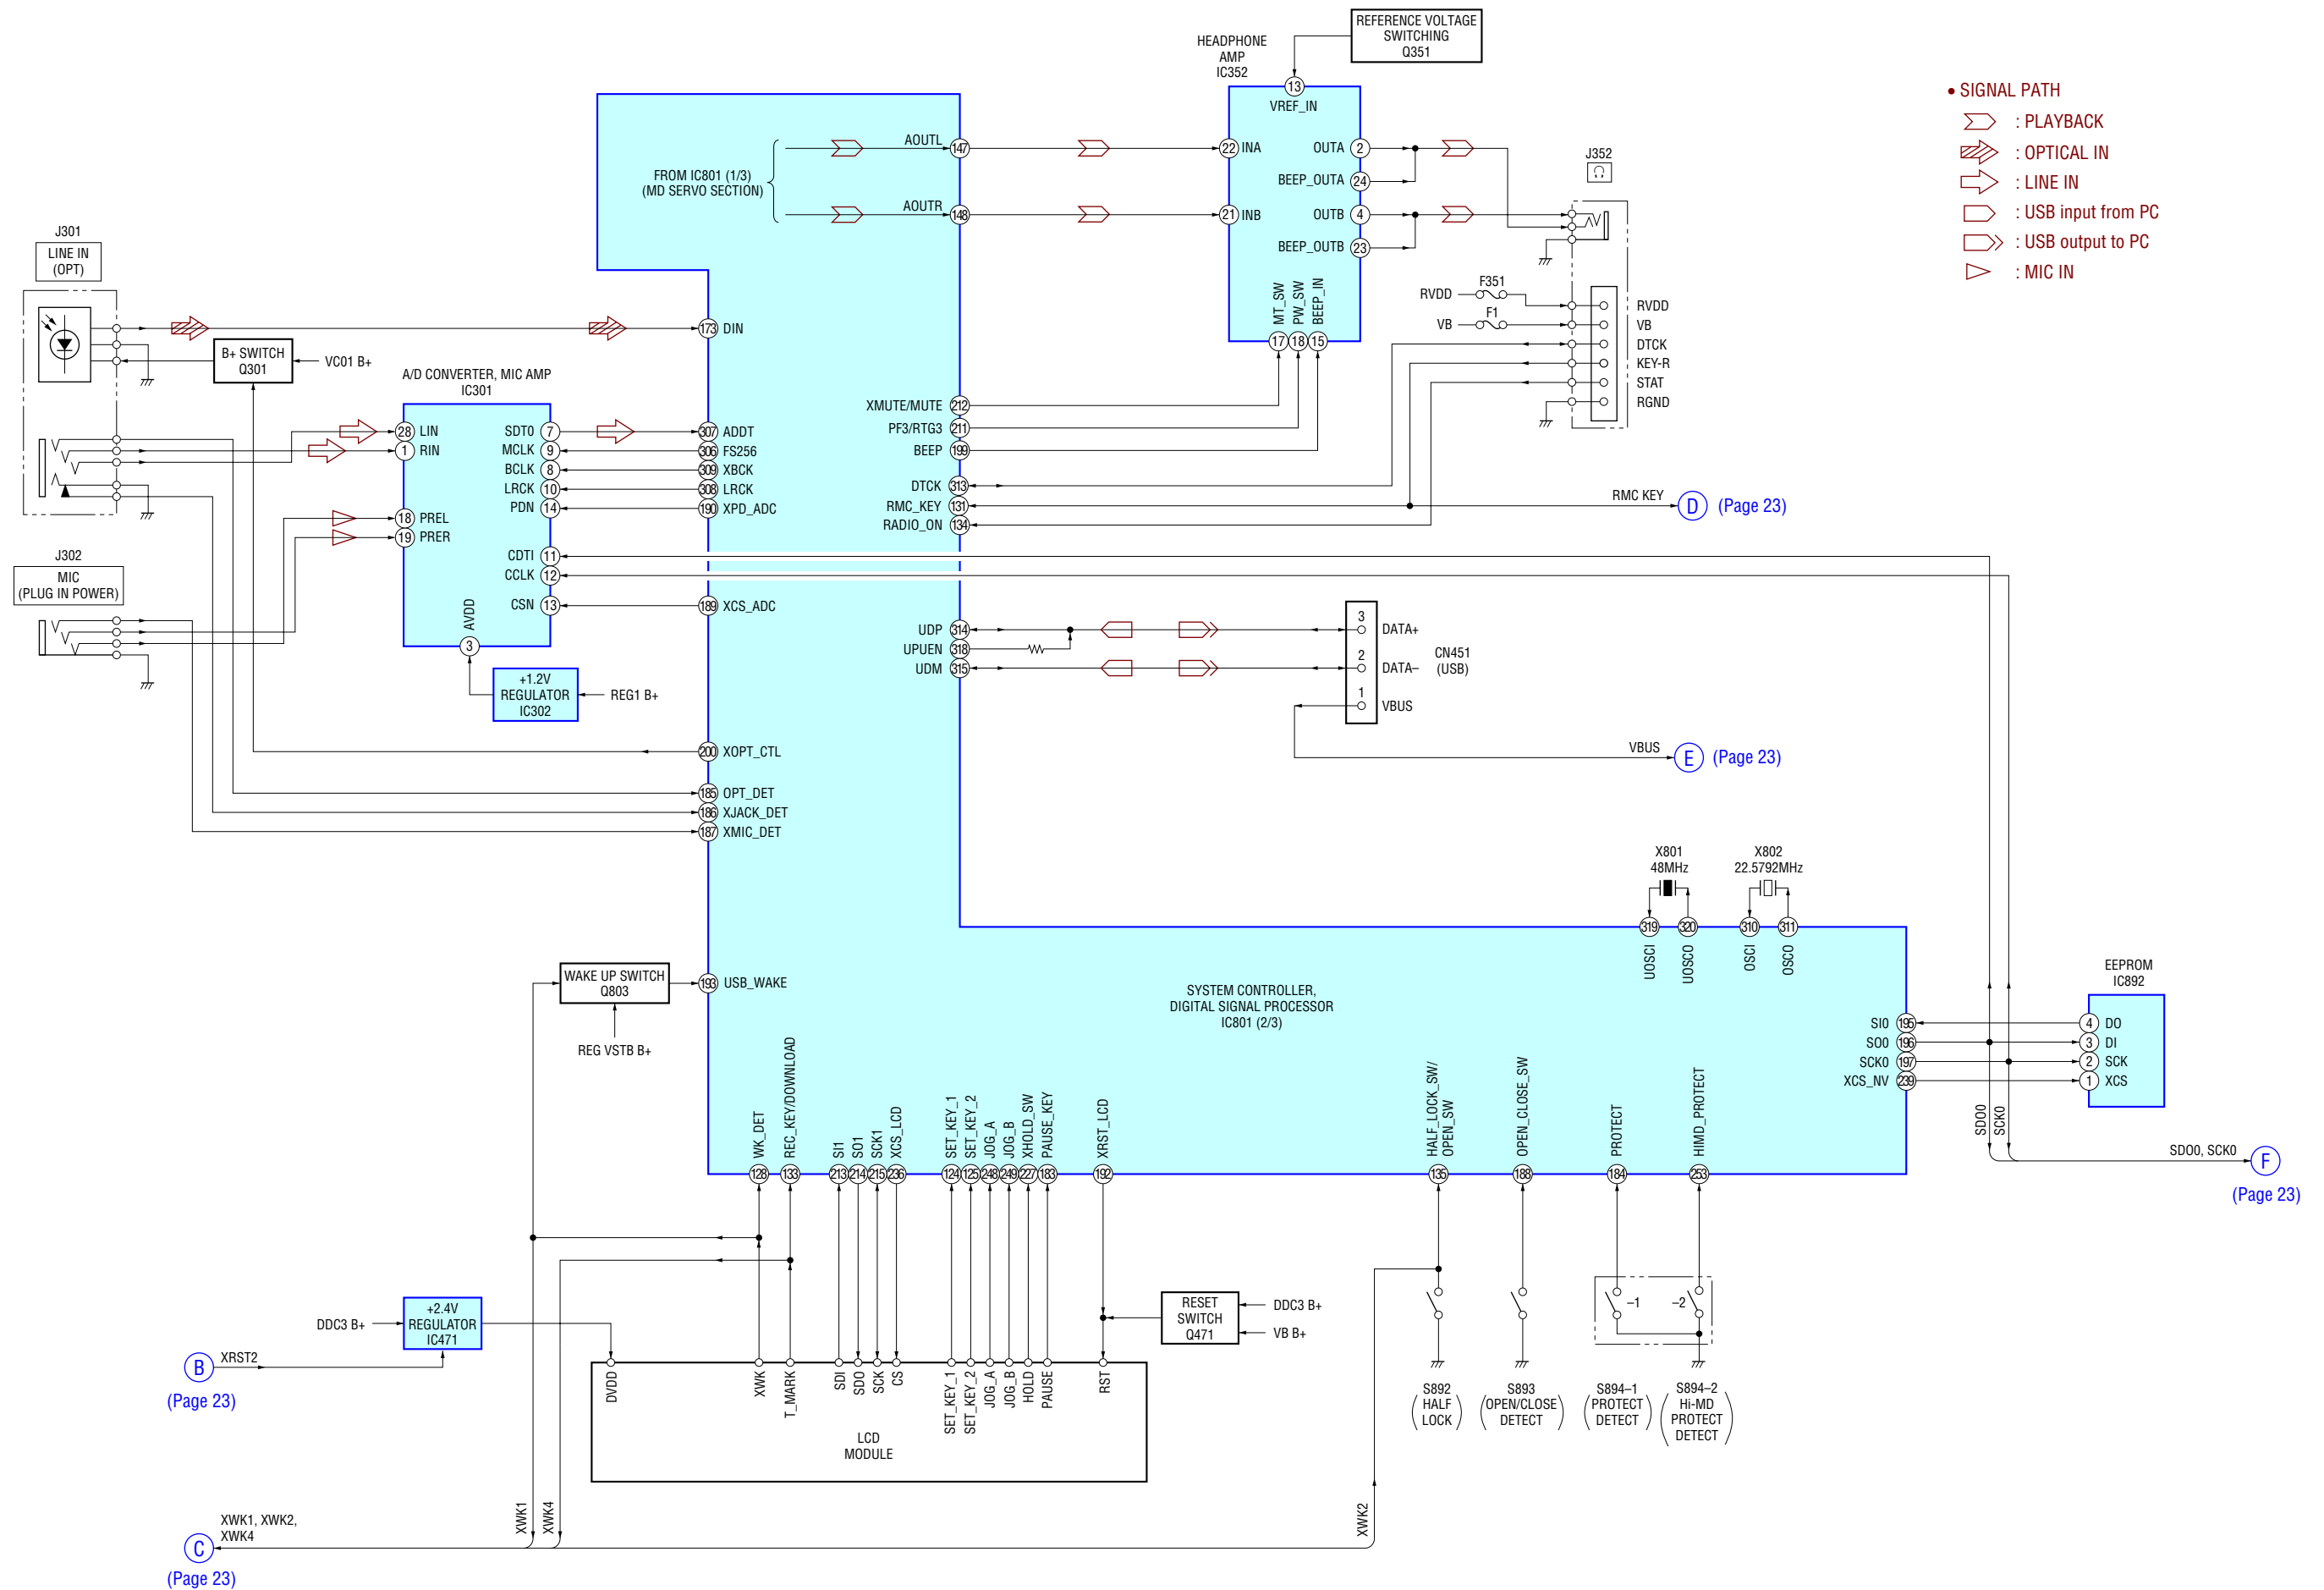 REFERENCE VOLTAGE
SWITCHING
Q351
HEADPHONE
AMP
IC352
13
VREF_IN
• SIGNAL PATH
: PLAYBACK
: OPTICAL IN
: LINE IN
: USB input from PC
: USB output to PC
: MIC IN
FROM IC801 (1/3)
(MD SERVO SECTION)
AOUTL
147
AOUTR
148
22 INA
21 INB
OUTA 2
BEEP_OUTA 24
OUTB 4
BEEP_OUTB 23
MT_SW
PW_SW
BEEP_IN
17
18
15
J352
F351
RVDD
F1
VB
RVDD
VB
DTCK
KEY-R
STAT
RGND
J301
LINE IN
(OPT)
B+ SWITCH
Q301
VC01 B+
173 DIN
A/D CONVERTER, MIC AMP
IC301
28 LIN
1 RIN
18 PREL
19 PRER
SDT0 7
MCLK 9
BCLK 8
LRCK 10
PDN 14
CDTI 11
CCLK 12
CSN 13
AVDD
3
307 ADDT
306 FS256
309 XBCK
308 LRCK
190 XPD_ADC
189 XCS_ADC
XMUTE/MUTE 212
PF3/RTG3 211
BEEP 199
DTCK 313
RMC_KEY 131
RADIO_ON 134
RMC KEY
D
(Page 23)
J302
MIC
(PLUG IN POWER)
+1.2V
REGULATOR
IC302
REG1 B+
UDP 314
UPUEN 318
UDM 315
3
DATA+
2
DATA–
1
VBUS
CN451
(USB)
VBUS
E
(Page 23)
200 XOPT_CTL
185 OPT_DET
186 XJACK_DET
187 XMIC_DET
X801
48MHz
X802
22.5792MHz
319
320
310
311
UOSCI
UOSCO
OSCI
OSCO
WAKE UP SWITCH
Q803
REG VSTB B+
193 USB_WAKE
SYSTEM CONTROLLER,
DIGITAL SIGNAL PROCESSOR
IC801 (2/3)
EEPROM
IC892
SI0 195
SO0 196
SCK0 197
XCS_NV 239
4 DO
3 DI
2 SCK
1 XCS
SDO0
SCK0
SDO0, SCK0
F
(Page 23)
WK_DET
REC_KEY/DOWNLOAD
SI1
SO1
SCK1
XCS_LCD
SET_KEY_1
SET_KEY_2
JOG_A
JOG_B
XHOLD_SW
PAUSE_KEY
XRST_LCD
HALF_LOCK_SW/
OPEN_SW
OPEN_CLOSE_SW
PROTECT
HIMD_PROTECT
128
133
213
214
215
236
124
125
248
249
227
183
192
135
188
184
253
–1
–2
S892
(HALF
LOCK)
S893
(OPEN/CLOSE
DETECT)
S894–1
(PROTECT
DETECT)
S894–2
(Hi-MD
PROTECT
DETECT)
+2.4V
REGULATOR
IC471
DDC3 B+
B
XRST2
(Page 23)
RESET
SWITCH
Q471
DDC3 B+
VB B+
DVDD
XWK
T_MARK
SDI
SDO
SCK
CS
SET_KEY_1
SET_KEY_2
JOG_A
JOG_B
HOLD
PAUSE
RST
LCD
MODULE
XWK1
XWK4
XWK2
XWK1, XWK2,
XWK4
C
(Page 23)